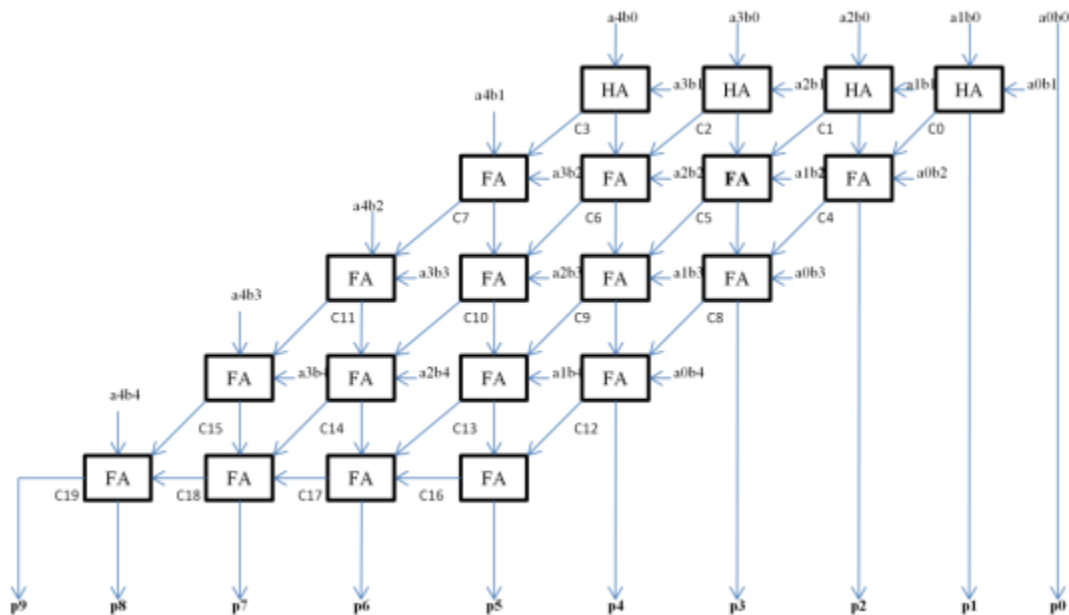 a4b0 a3b0 a2b0 a1b0 a0b0
HA a3b1 HA a2b1 HA a1b1 HA a0b1
a4b1
C3 C2 C1 C0
FA a3b2 FA a2b2 FA a1b2 FA a0b2
a4b2
C7 C6 C5 C4
FA a3b3 FA a2b3 FA a1b3 FA a0b3
a4b3
C11 C10 C9 C8
FA a3b4 FA a2b4 FA a1b4 FA a0b4
a4b4
C15 C14 C13 C12
FA FA FA FA
C19 C18 C17 C16
p9 p8 p7 p6 p5 p4 p3 p2 p1 p0